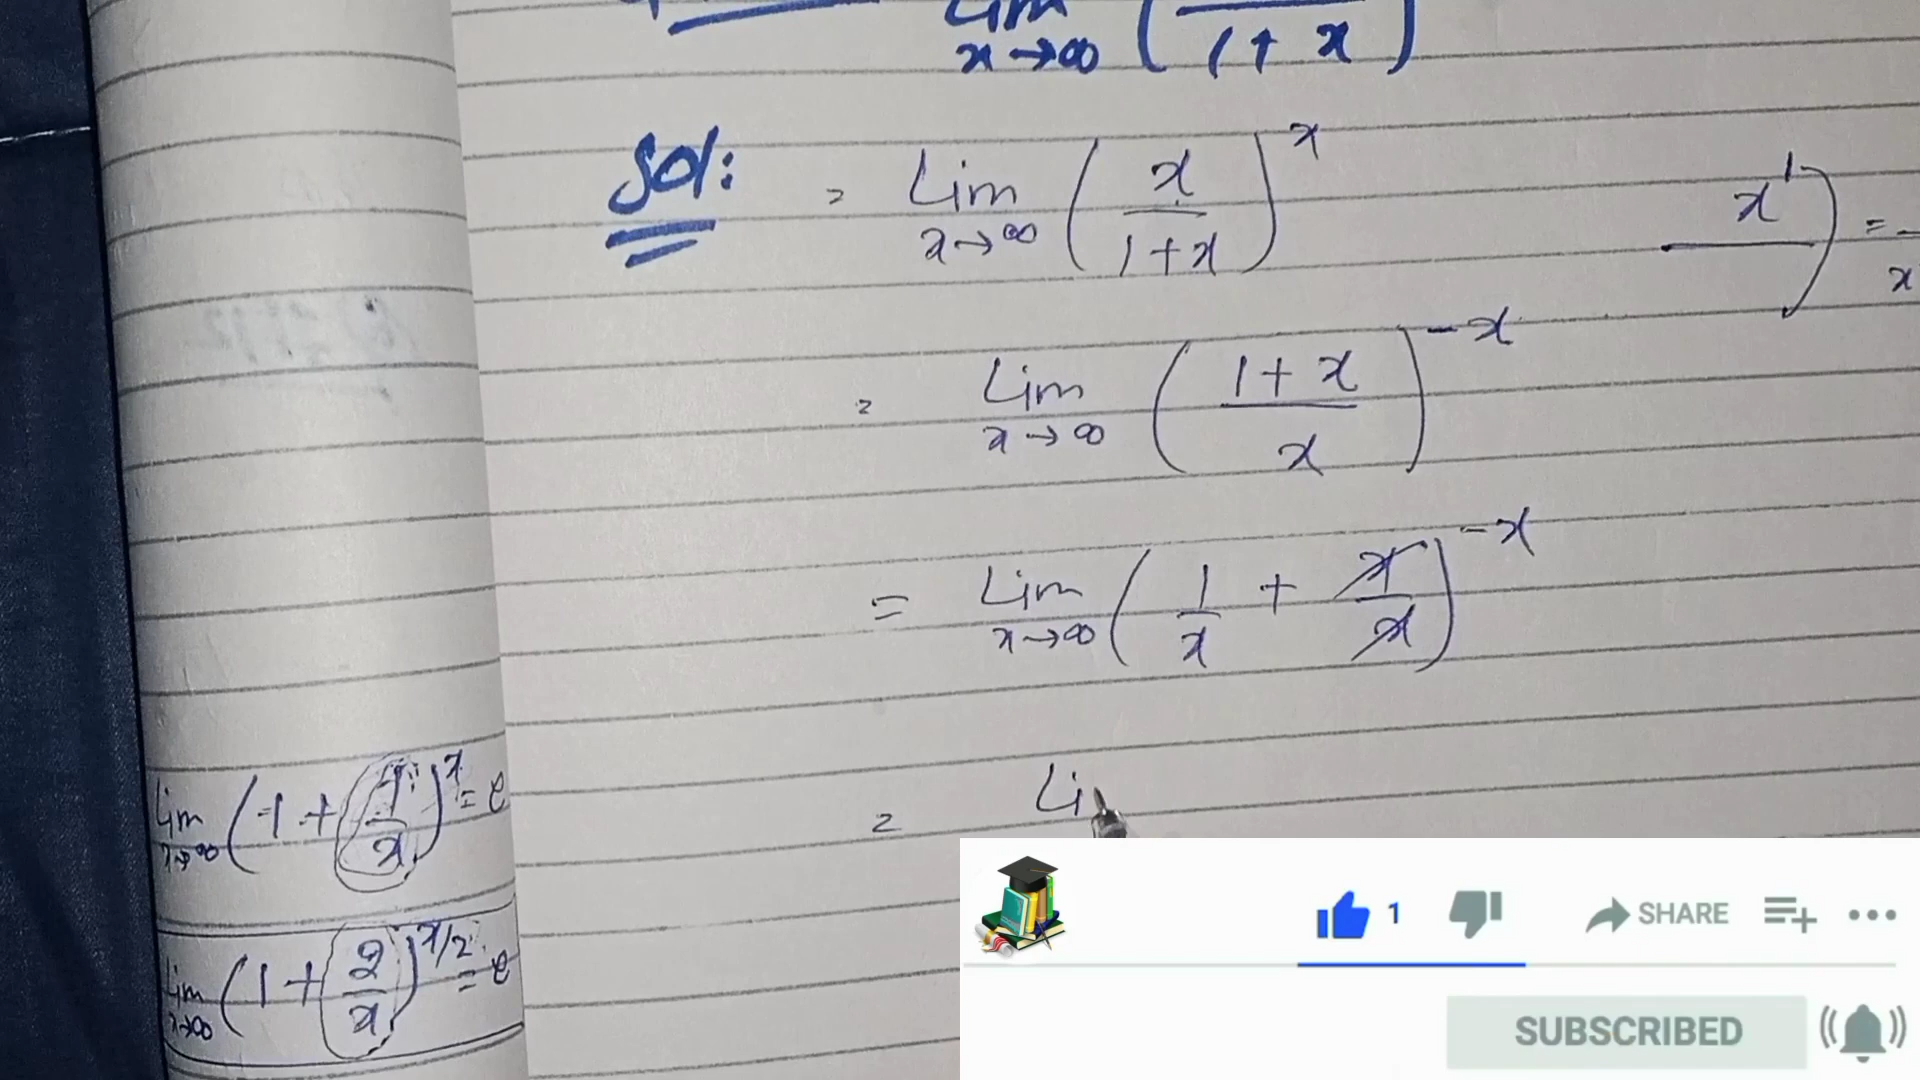 Lim
x→∞ ( / 1 + x )
Sol: = Lim x→∞ ( x / 1+x )^x
x^1 ) =
x
= Lim x→∞ ( 1+x / x )^-x
= Lim x→∞ ( 1/x + x/x )^-x
= Li
Lim x→∞ ( 1 + 1/x )^x = e
Lim x→∞ ( 1 + 2/x )^x/2 = e
1 SHARE
SUBSCRIBED